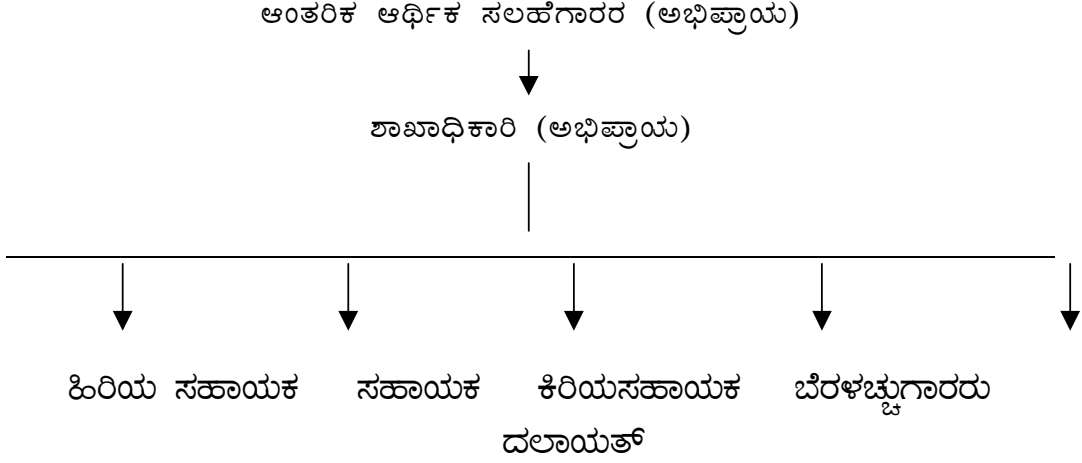 ಆಂತರಿಕ ಆರ್ಥಿಕ ಸಲಹೆಗಾರರ (ಅಭಿಪ್ರಾಯ)
ಶಾಖಾಧಿಕಾರಿ (ಅಭಿಪ್ರಾಯ)
ಹಿರಿಯ ಸಹಾಯಕ ಸಹಾಯಕ ಕಿರಿಯಸಹಾಯಕ ಬೆರಳಚ್ಚುಗಾರರು
ದಲಾಯತ್